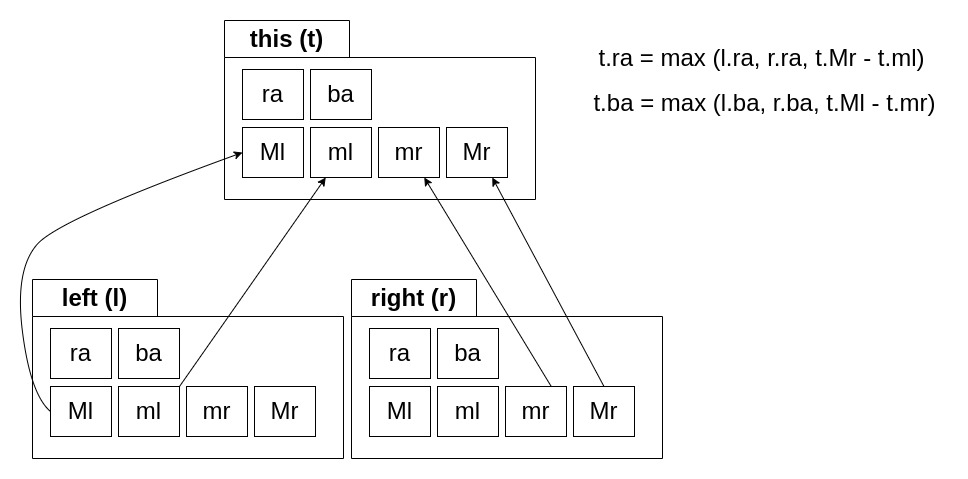 this (t)
t.ra = max (l.ra, r.ra, t.Mr - t.ml)
ra ba
t.ba = max (l.ba, r.ba, t.Ml - t.mr)
Ml ml mr Mr
left (l)
ra ba
Ml ml mr Mr
right (r)
ra ba
Ml ml mr Mr